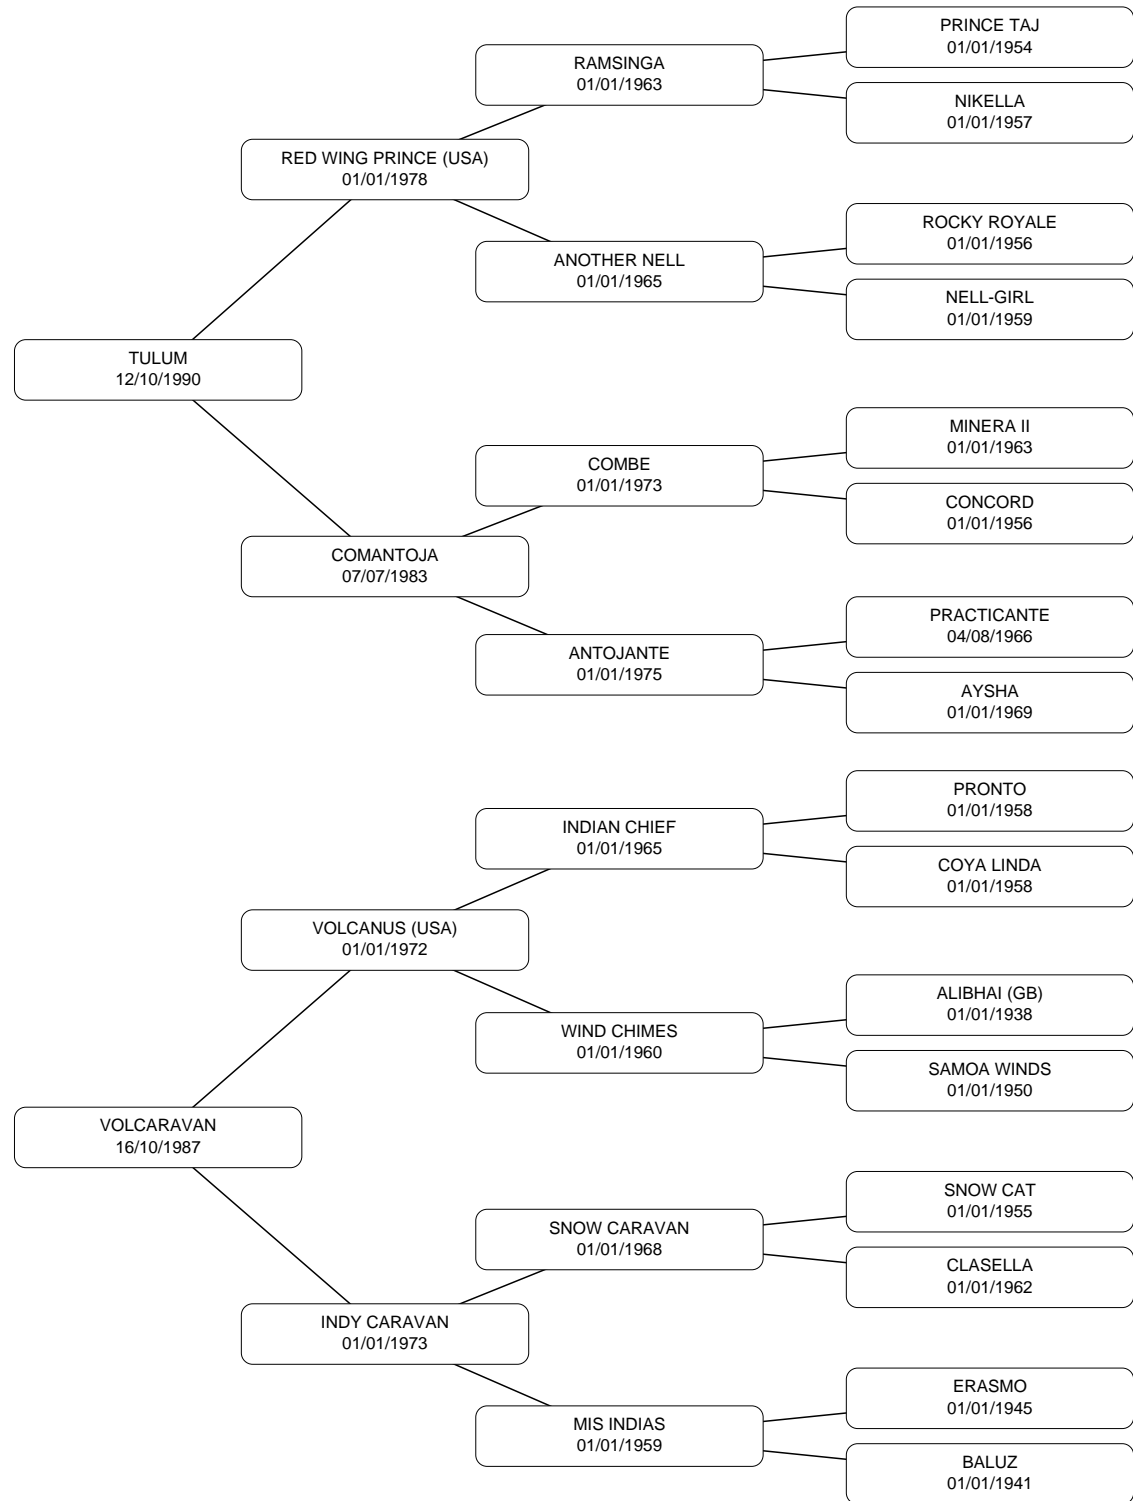 PRINCE TAJ
01/01/1954
RAMSINGA
01/01/1963
NIKELLA
01/01/1957
RED WING PRINCE (USA)
01/01/1978
ROCKY ROYALE
01/01/1956
ANOTHER NELL
01/01/1965
NELL-GIRL
01/01/1959
TULUM
12/10/1990
MINERA II
01/01/1963
COMBE
01/01/1973
CONCORD
01/01/1956
COMANTOJA
07/07/1983
PRACTICANTE
04/08/1966
ANTOJANTE
01/01/1975
AYSHA
01/01/1969
PRONTO
01/01/1958
INDIAN CHIEF
01/01/1965
COYA LINDA
01/01/1958
VOLCANUS (USA)
01/01/1972
ALIBHAI (GB)
01/01/1938
WIND CHIMES
01/01/1960
SAMOA WINDS
01/01/1950
VOLCARAVAN
16/10/1987
SNOW CAT
01/01/1955
SNOW CARAVAN
01/01/1968
CLASELLA
01/01/1962
INDY CARAVAN
01/01/1973
ERASMO
01/01/1945
MIS INDIAS
01/01/1959
BALUZ
01/01/1941